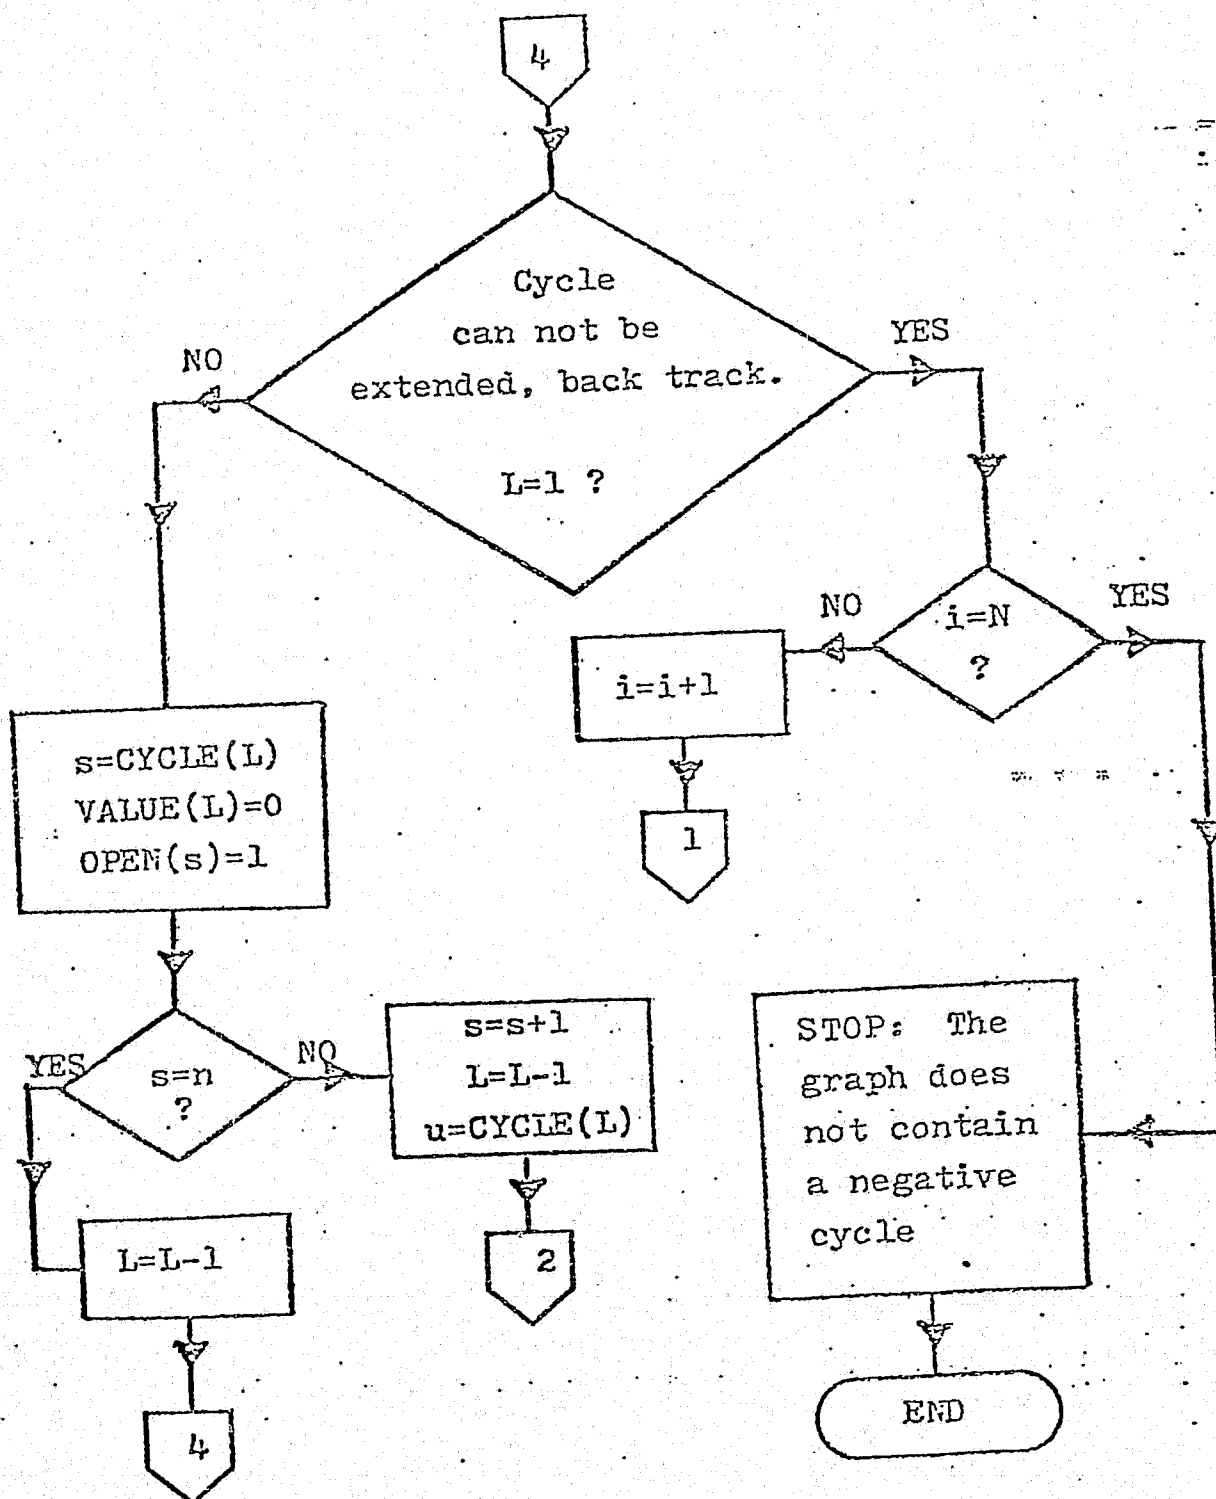 4
Cycle
can not be
extended, back track.
L=1 ?
NO
YES
i=N
?
NO
YES
i=i+1
1
s=CYCLE(L)
VALUE(L)=0
OPEN(s)=1
s=n
?
YES
NO
s=s+1
L=L-1
u=CYCLE(L)
2
L=L-1
4
STOP: The
graph does
not contain
a negative
cycle
END